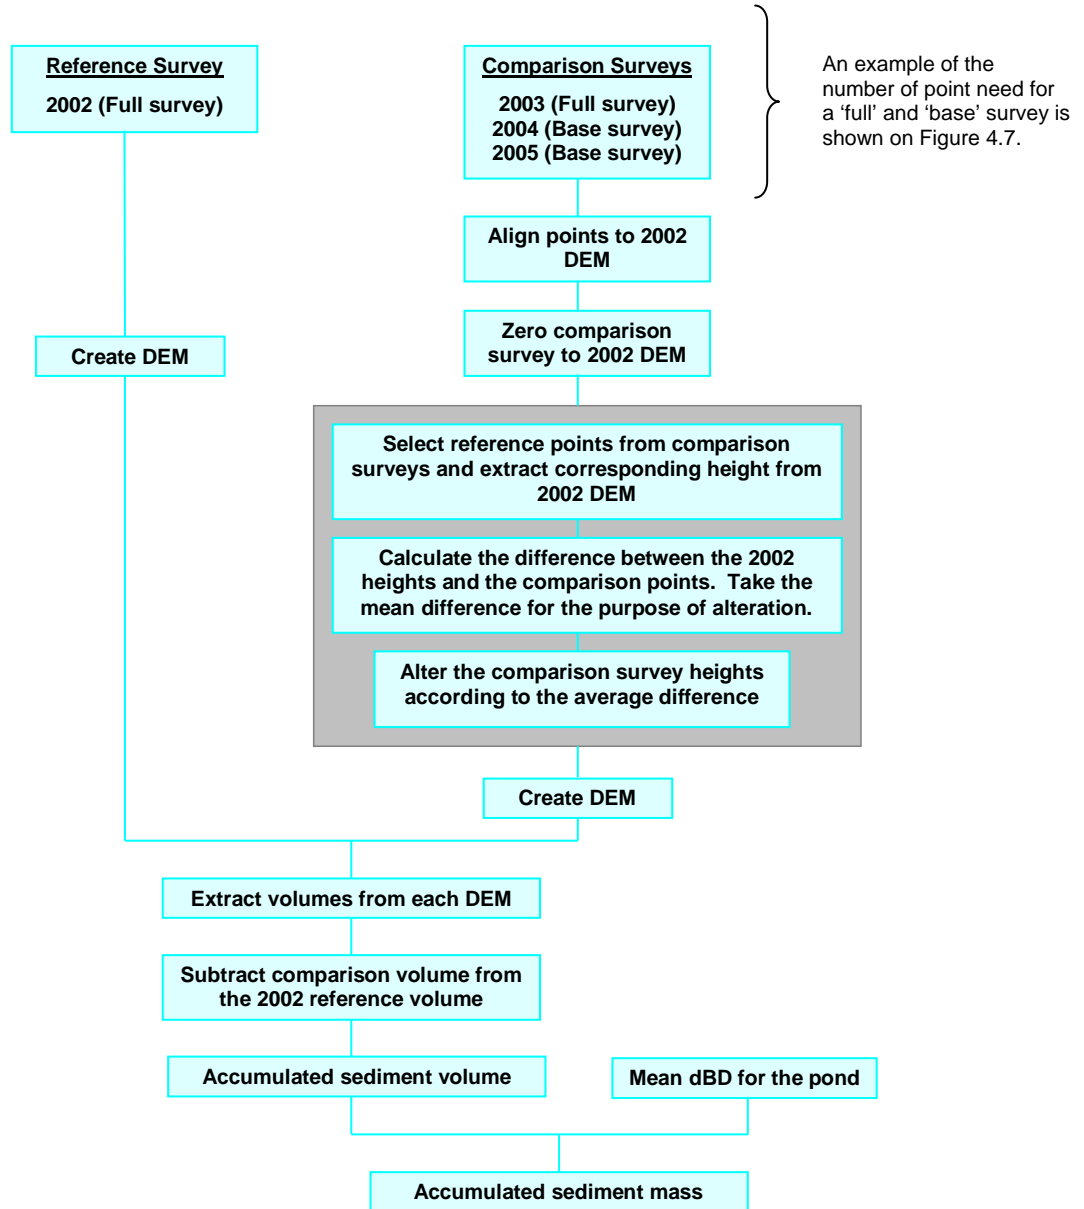 Reference Survey
2002 (Full survey)
Comparison Surveys
2003 (Full survey)
2004 (Base survey)
2005 (Base survey)
An example of the
number of point need for
a ‘full’ and ‘base’ survey is
shown on Figure 4.7.
Align points to 2002
DEM
Zero comparison
survey to 2002 DEM
Create DEM
Select reference points from comparison
surveys and extract corresponding height from
2002 DEM
Calculate the difference between the 2002
heights and the comparison points.  Take the
mean difference for the purpose of alteration.
Alter the comparison survey heights
according to the average difference
Create DEM
Extract volumes from each DEM
Subtract comparison volume from
the 2002 reference volume
Accumulated sediment volume
Mean dBD for the pond
Accumulated sediment mass